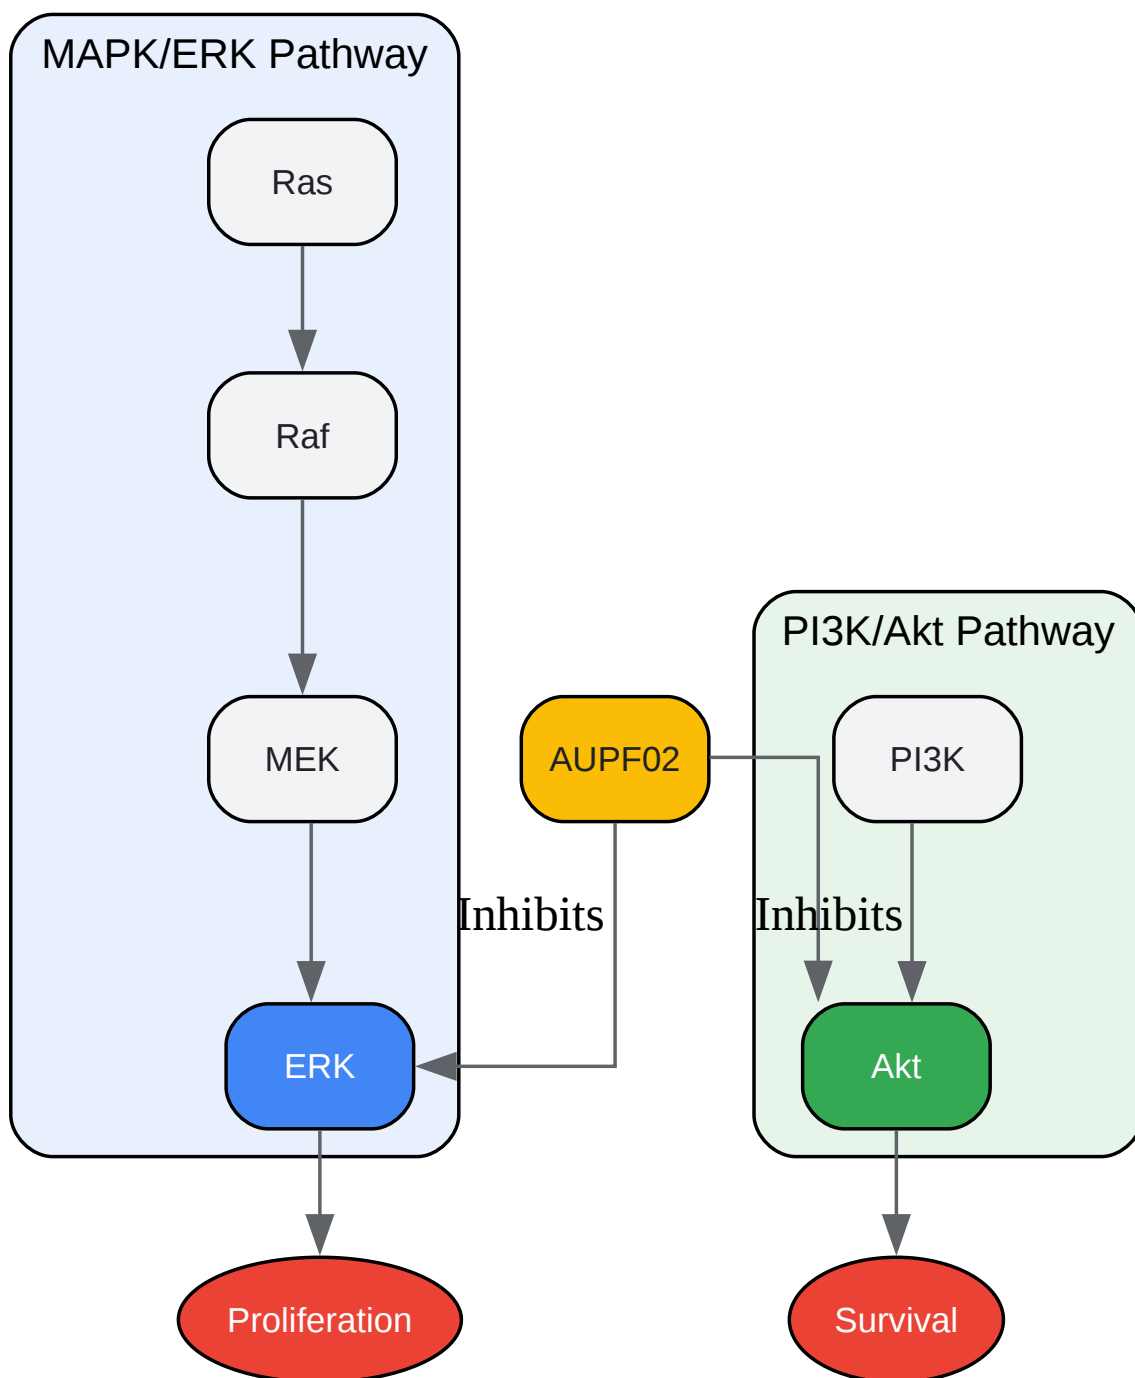 MAPK/ERK Pathway
Ras
Raf
PI3K/Akt Pathway
MEK
AUPF02
PI3K
Inhibits
Inhibits
ERK
Akt
Proliferation
Survival